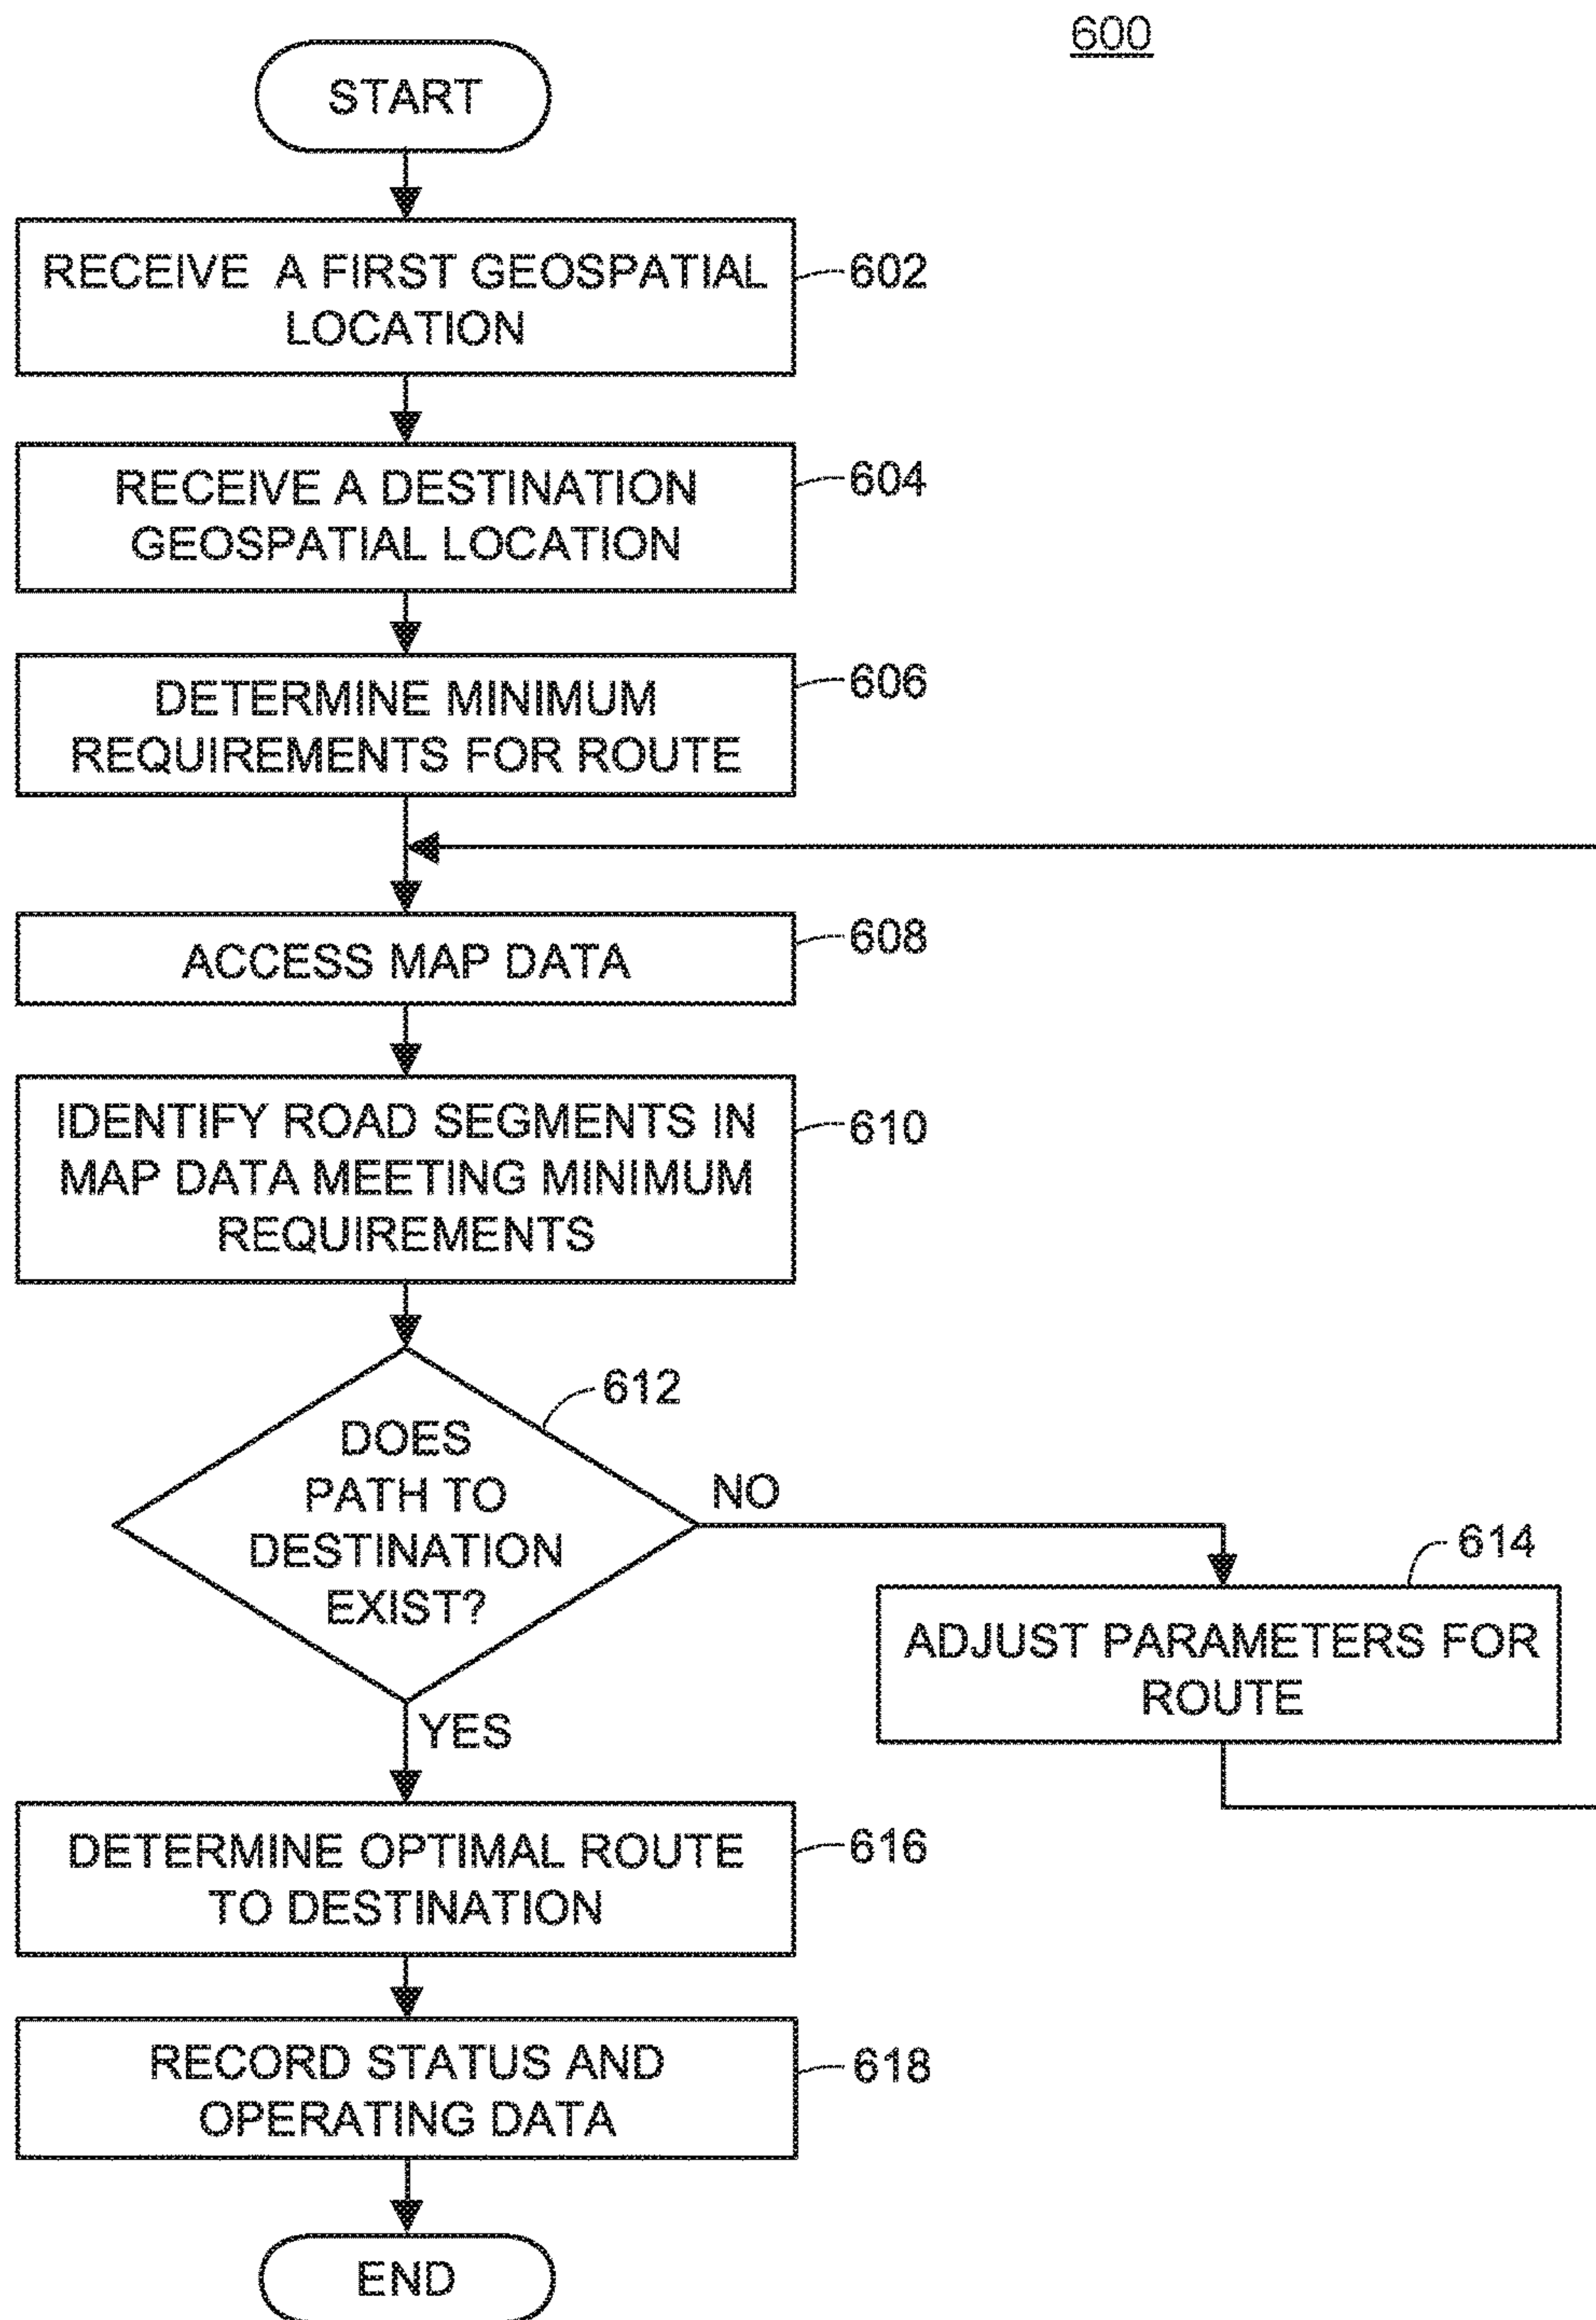 600
START
RECEIVE A FIRST GEOSPATIAL
LOCATION
602
RECEIVE A DESTINATION
GEOSPATIAL LOCATION
604
DETERMINE MINIMUM
REQUIREMENTS FOR ROUTE
606
ACCESS MAP DATA
608
IDENTIFY ROAD SEGMENTS IN
MAP DATA MEETING MINIMUM
REQUIREMENTS
610
DOES
PATH TO
DESTINATION
EXIST?
612
NO
YES
ADJUST PARAMETERS FOR
ROUTE
614
DETERMINE OPTIMAL ROUTE
TO DESTINATION
616
RECORD STATUS AND
OPERATING DATA
618
END